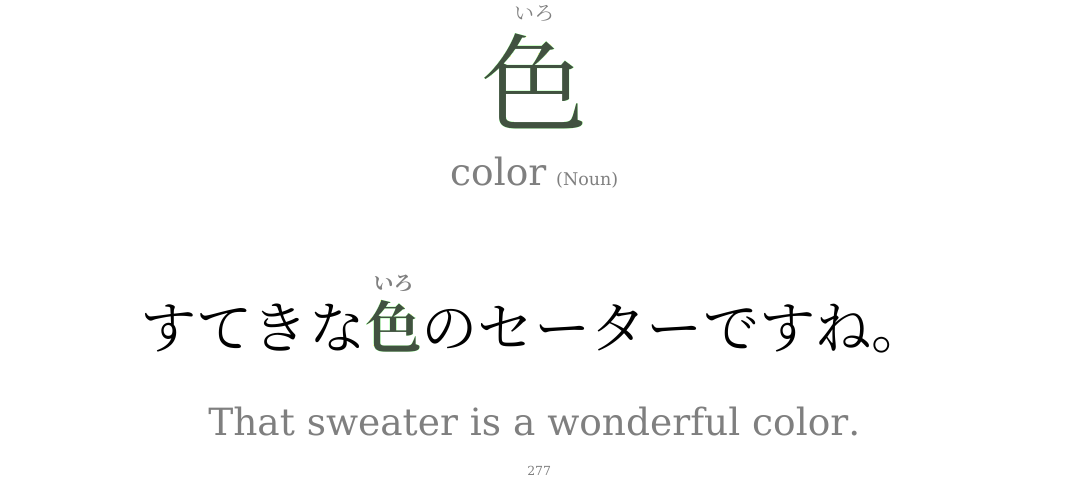 いろ
色
color (Noun)
いろ
すてきな色のセーターですね。
That sweater is a wonderful color.
277